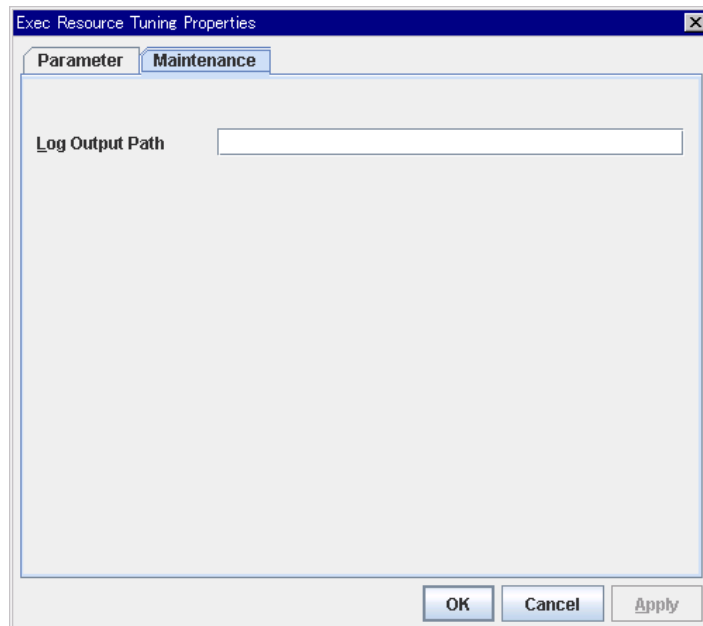 Exec Resource Tuning Properties
Parameter Maintenance
Log Output Path
OK Cancel Apply